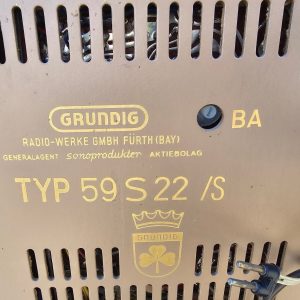 GRUNDIG
BA
RADIO-WERKE GMBH FÜRTH (BAY)
GENERALAGENT Sonoprodukter AKTIEBOLAG
TYP 59 S 22 /S
GRUNDIG